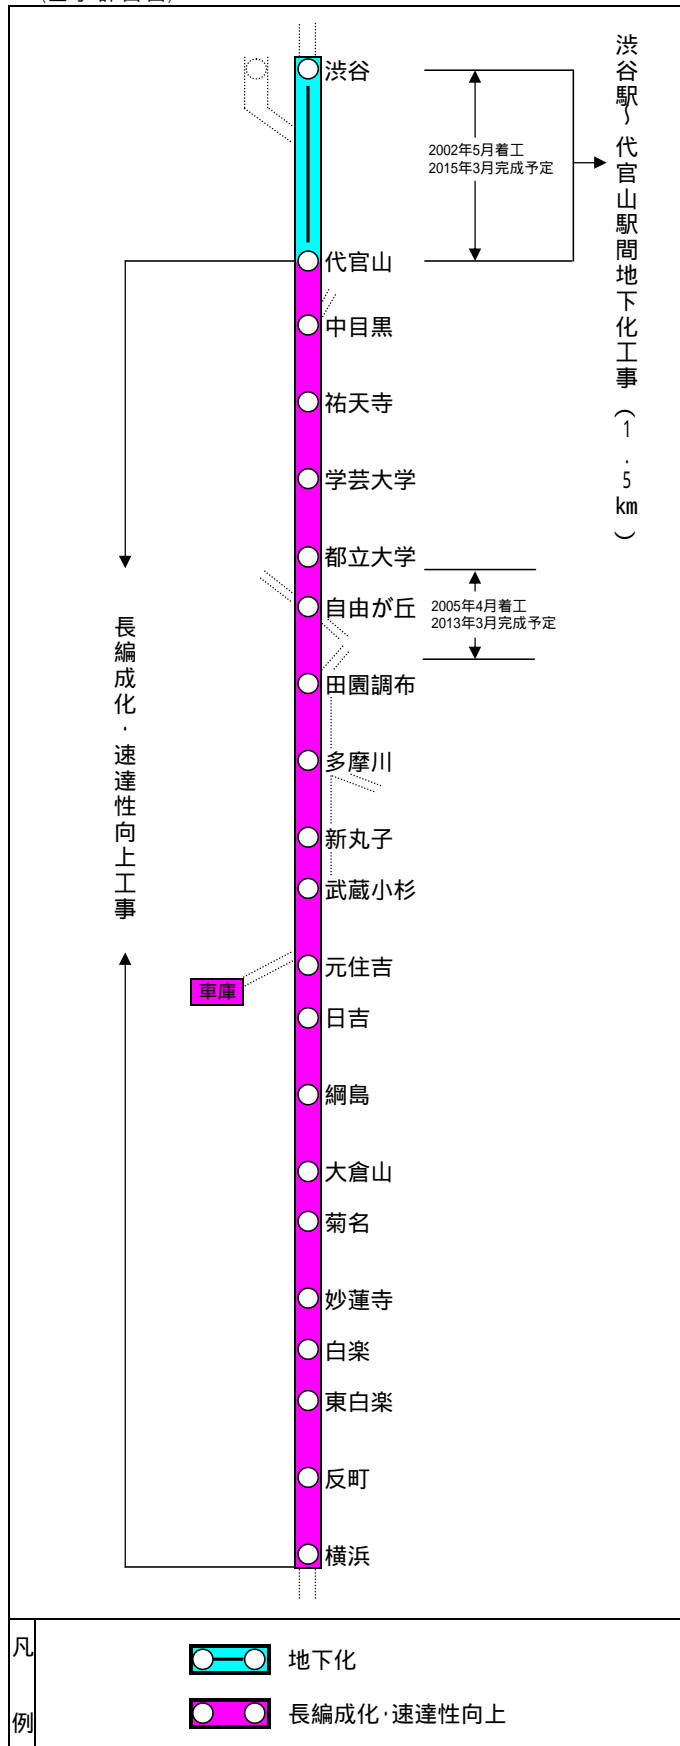 渋谷
2002年5月着工
2015年3月完成予定
渋谷駅～代官山駅間地下化工事（1.5km）
代官山
中目黒
祐天寺
学芸大学
都立大学
自由が丘
2005年4月着工
2013年3月完成予定
田園調布
長編成化・速達性向上工事
多摩川
新丸子
武蔵小杉
元住吉
車庫
日吉
綱島
大倉山
菊名
妙蓮寺
白楽
東白楽
反町
横浜
凡例
地下化
長編成化・速達性向上